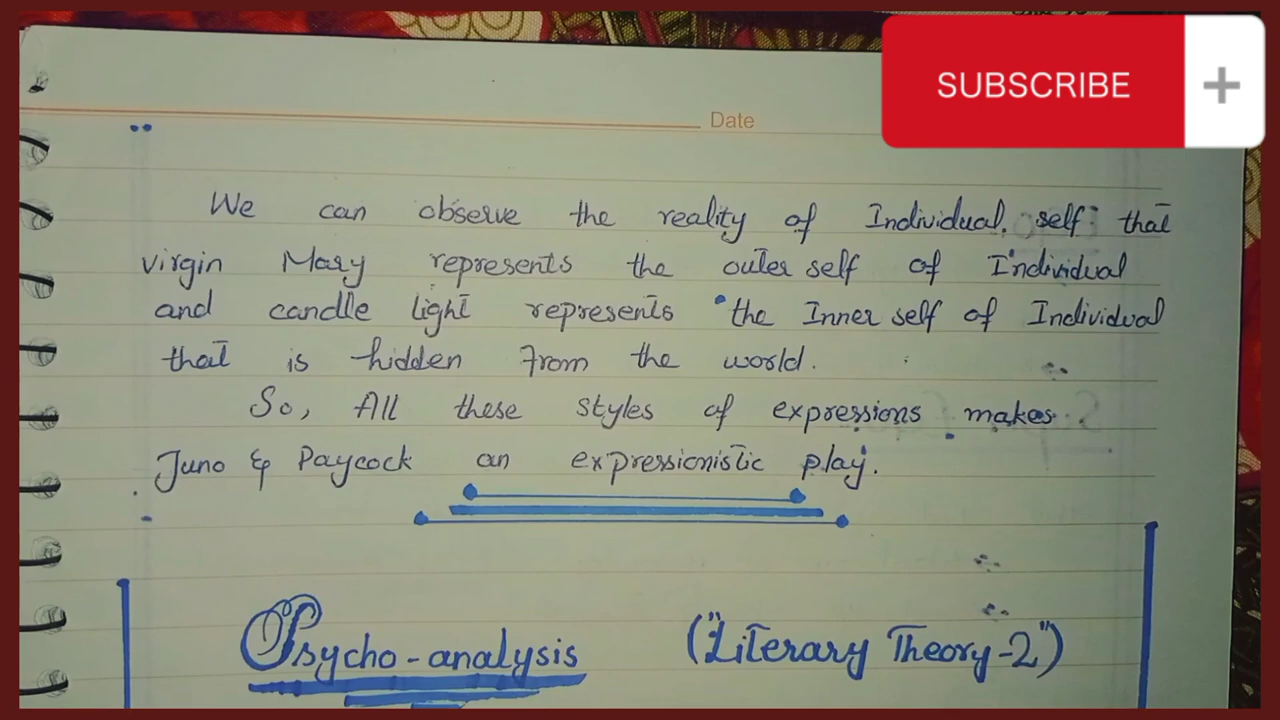 SUBSCRIBE +
Date
We can observe the reality of Individual self that
virgin Mary represents the outer self of Individual
and candle light represents the Inner self of Individual
that is hidden from the world.
So, All these styles of expressions makes
Juno & Paycock an expressionistic play.
Psycho-analysis ("Literary Theory-2")